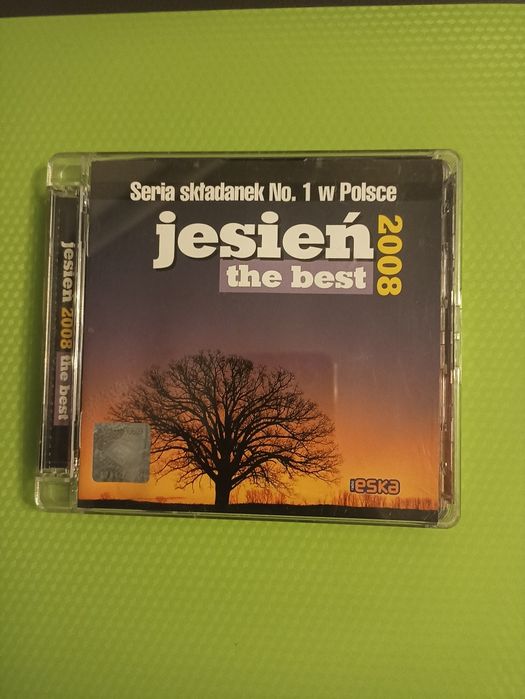 Seria składanek No. 1 w Polsce
jesień
2008
the best
jesień 2008 the best
eska